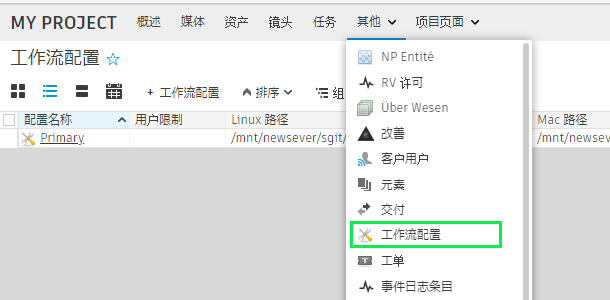 MY PROJECT 概述 媒体 资产 镜头 任务 其他 项目页面
工作流配置
+ 工作流配置 排序 组
配置名称 用户限制 Linux 路径 Mac 路径
Primary /mnt/newsever/sgit/ /mnt/newsev
NP Entité
RV 许可
Über Wesen
改善
客户用户
元素
交付
工作流配置
工单
事件日志条目